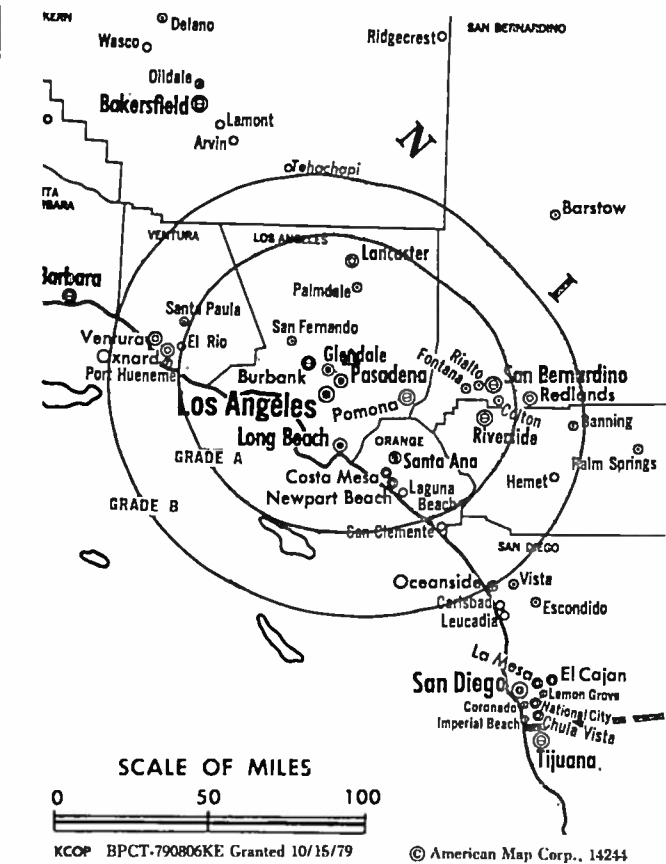 KERN
Delano
Wasco
Ridgecrest
SAN BERNARDINO
Oildale
Bakersfield
Lamont
Arvin
N
Tehachapi
Barstow
VENTURA
LOS ANGELES
Lancaster
Barbara
Palmdale
Santa Paula
San Fernando
Ventura
El Rio
Oxnard
Port Hueneme
Glendale
Burbank
Pasadena
Fontana
Rialto
San Bernardino
Redlands
Los Angeles
Pomona
Colton
Riverside
Banning
Long Beach
ORANGE
GRADE A
Santa Ana
Palm Springs
Costa Mesa
Hemet
Newport Beach
Laguna
Beach
GRADE B
San Clemente
SAN DIEGO
Oceanside
Vista
Carlsbad
Escondido
Leucadia
La Mesa
El Cajan
San Diego
Lemon Grove
Coronado
National City
Imperial Beach
Chula Vista
Tijuana
SCALE OF MILES
0 50 100
KCOP BPCT-790806KE Granted 10/15/79
© American Map Corp., 14244